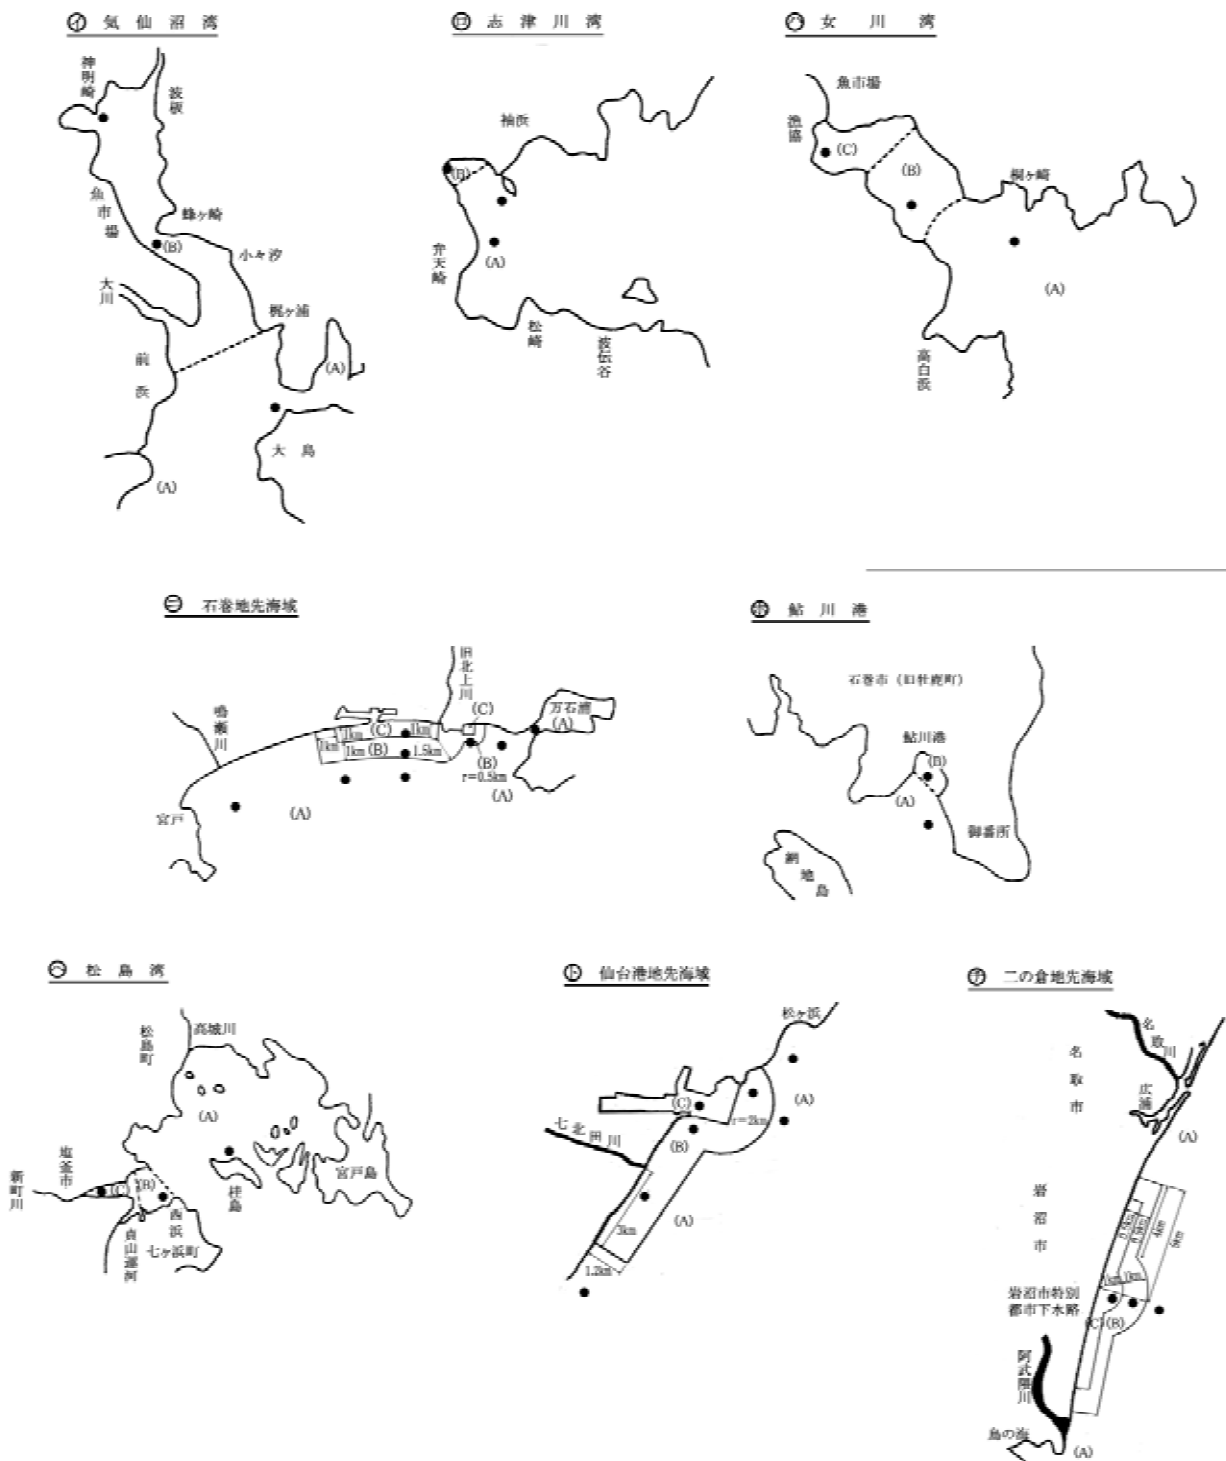 ㋑ 気仙沼湾
神明崎
波板
魚市場
蜂ヶ崎
(B)
小々汐
大川
梶ヶ浦
前浜
(A)
大島
(A)
㋺ 志津川湾
袖浜
(B)
弁天崎
(A)
松崎
波伝谷
㋩ 女川湾
魚市場
漁協
(C)
(B)
桐ヶ崎
(A)
高白浜
㋥ 石巻地先海域
旧北上川
鳴瀬川
(C)
万石浦
(A)
1km
(C)
1km
1km
1km
(B)
1.5km
(B)
r=0.5km
(A)
(A)
宮戸
㋭ 鮎川港
石巻市(旧牡鹿町)
鮎川港
(B)
(A)
御番所
網地島
㋬ 松島湾
松島町
高城川
(A)
塩釜市
新町川
(C)
(B)
桂島
宮戸島
西浜
貞山運河
七ヶ浜町
㋣ 仙台港地先海域
松ヶ浜
(C)
(A)
r=2km
七北田川
(B)
(A)
3km
1.2km
㋠ 二の倉地先海域
名取川
名取市
広浦
(A)
岩沼市
4km
5km
1km
1km
岩沼市特別
都市下水路
(C)
(B)
阿武隈川
鳥の海
(A)